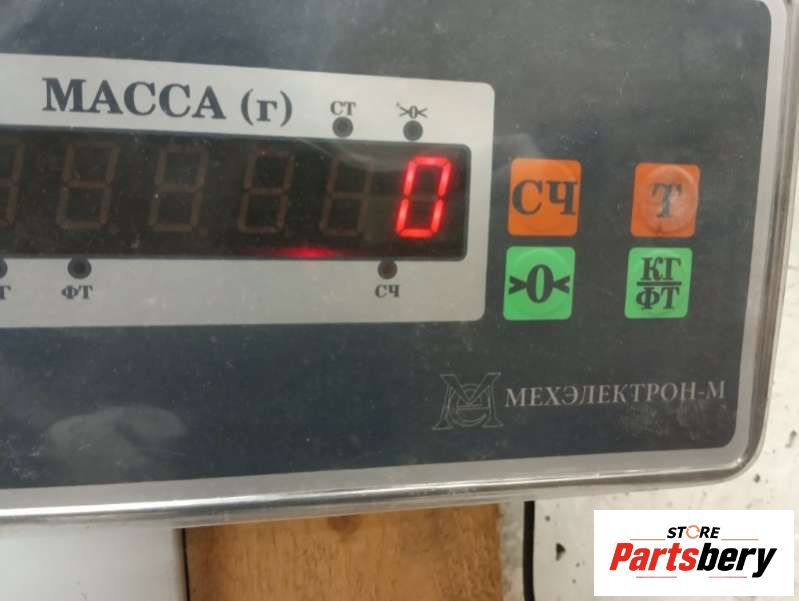 МАССА (г)
СТ
>0<
0
Г
ФТ
СЧ
СЧ
Т
>0<
КГ
ФТ
МЕХЭЛЕКТРОН-М
STORE
Partsbery